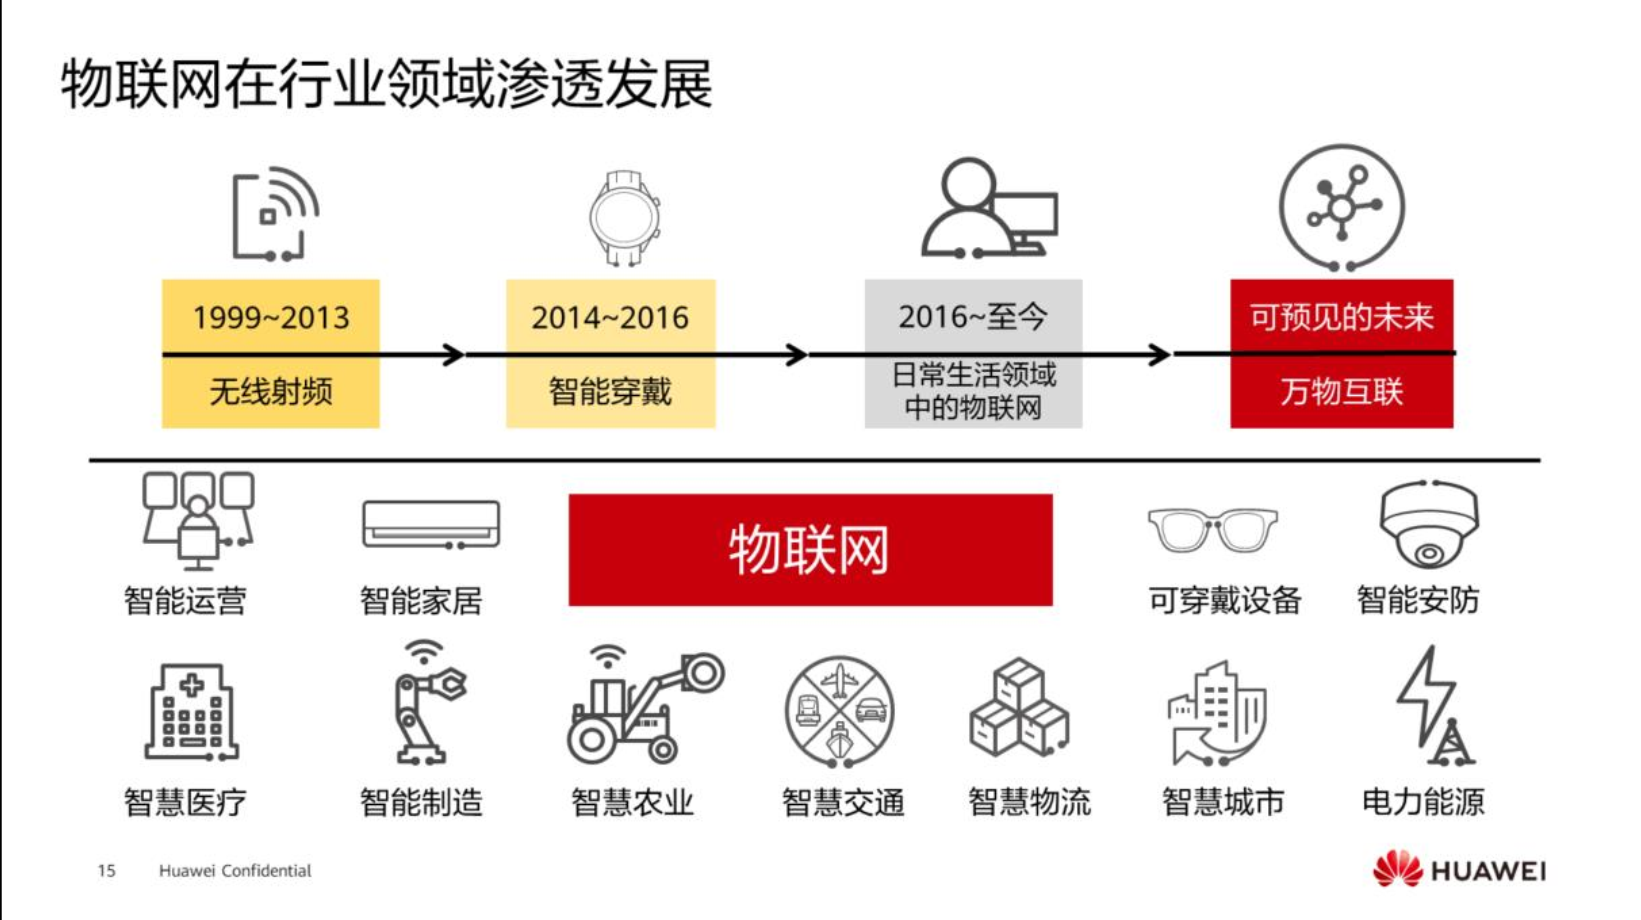 物联网在行业领域渗透发展
1999~2013
无线射频
2014~2016
智能穿戴
2016~至今
日常生活领域
中的物联网
可预见的未来
万物互联
智能运营
智能家居
物联网
可穿戴设备
智能安防
智慧医疗
智能制造
智慧农业
智慧交通
智慧物流
智慧城市
电力能源
15
Huawei Confidential
HUAWEI